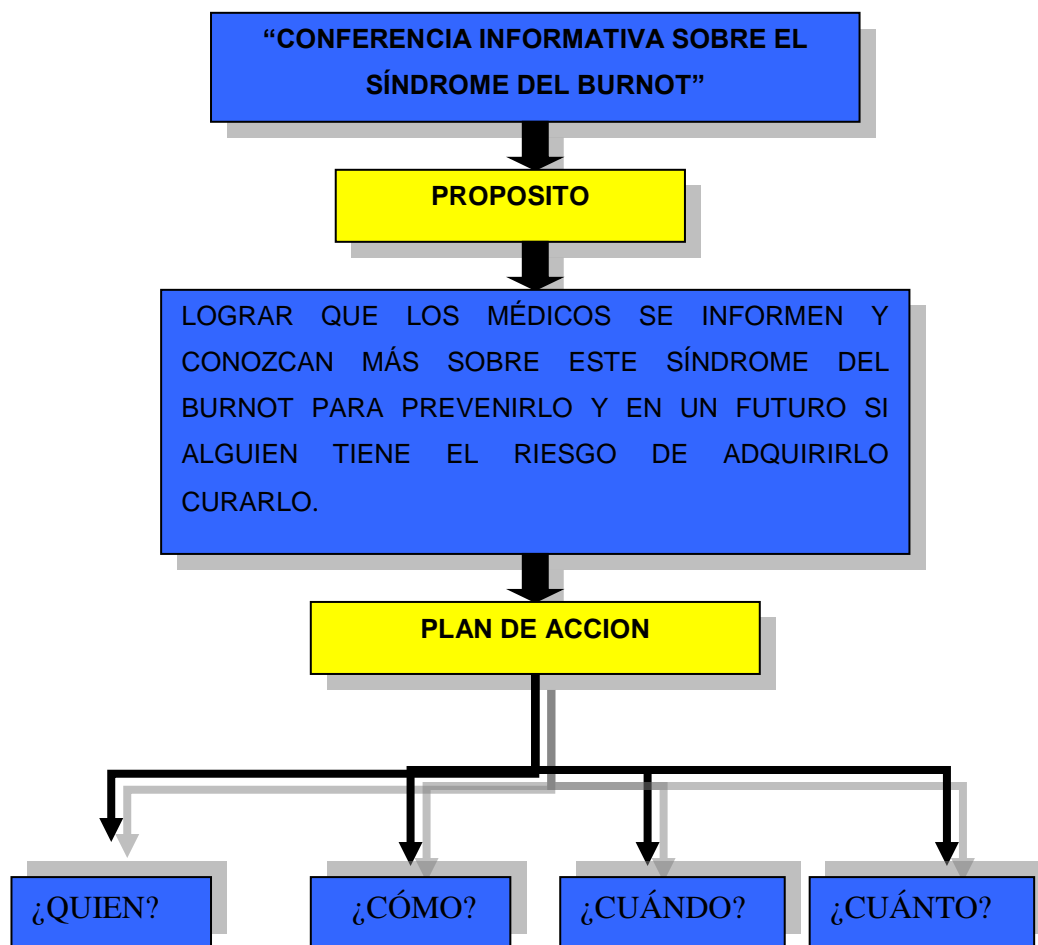 “CONFERENCIA INFORMATIVA SOBRE EL
SÍNDROME DEL BURNOT”
PROPOSITO
LOGRAR QUE LOS MÉDICOS SE INFORMEN Y
CONOZCAN MÁS SOBRE ESTE SÍNDROME DEL
BURNOT PARA PREVENIRLO Y EN UN FUTURO SI
ALGUIEN TIENE EL RIESGO DE ADQUIRIRLO
CURARLO.
PLAN DE ACCION
¿QUIEN?
¿CÓMO?
¿CUÁNDO?
¿CUÁNTO?